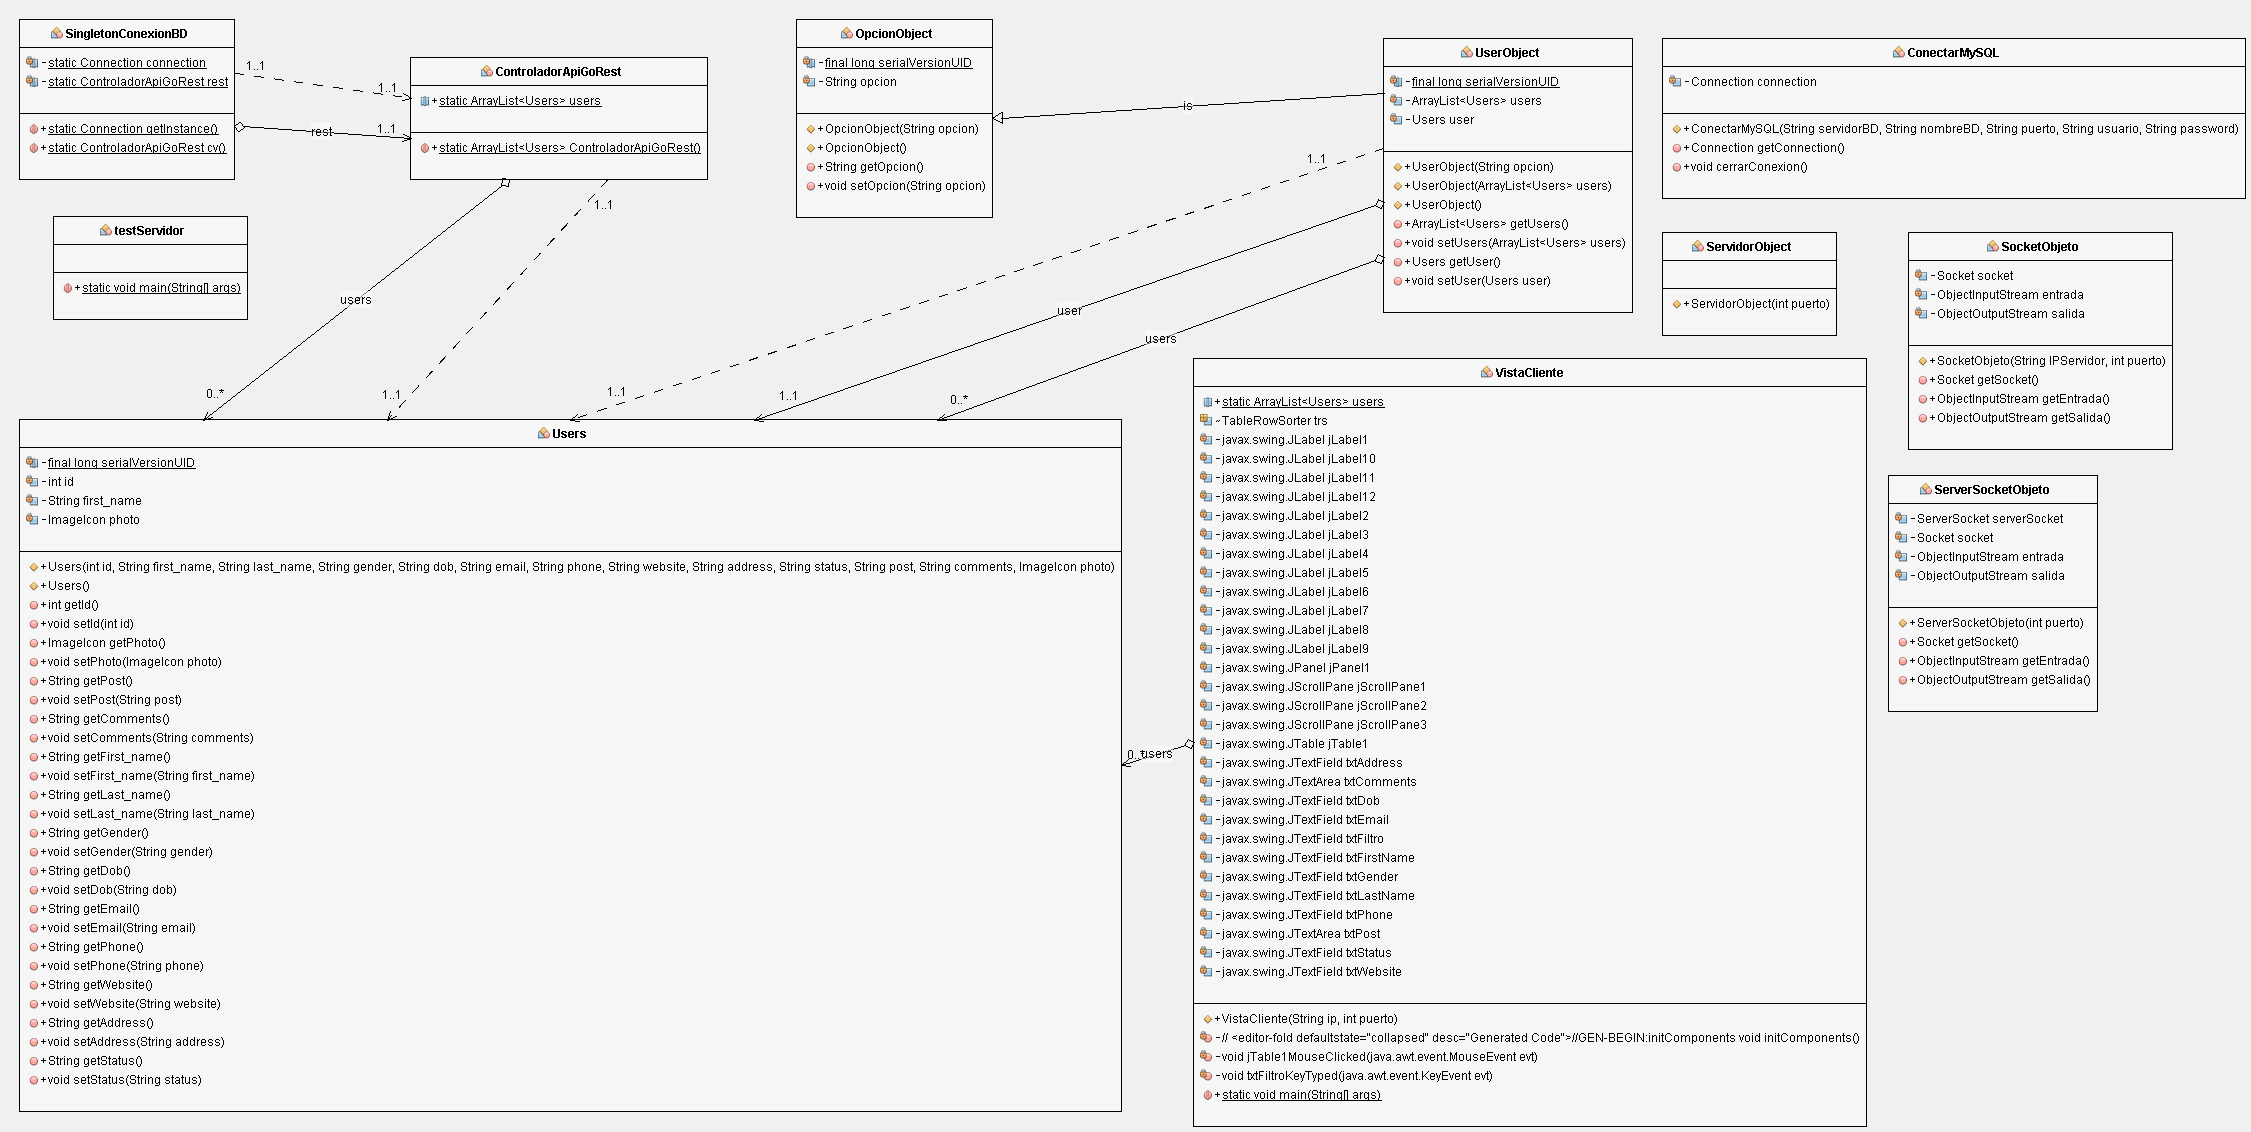 SingletonConexionBD
-static Connection connection
-static ControladorApiGoRest rest
+static Connection getInstance()
+static ControladorApiGoRest cv()
1..1
1..1
rest
1..1
ControladorApiGoRest
+static ArrayList<Users> users
+static ArrayList<Users> ControladorApiGoRest()
testServidor
+static void main(String[] args)
users
0..*
1..1
1..1
OpcionObject
-final long serialVersionUID
-String opcion
+OpcionObject(String opcion)
+OpcionObject()
+String getOpcion()
+void setOpcion(String opcion)
is
UserObject
-final long serialVersionUID
-ArrayList<Users> users
-Users user
+UserObject(String opcion)
+UserObject(ArrayList<Users> users)
+UserObject()
+ArrayList<Users> getUsers()
+void setUsers(ArrayList<Users> users)
+Users getUser()
+void setUser(Users user)
1..1
1..1
user
1..1
users
0..*
ConectarMySQL
-Connection connection
+ConectarMySQL(String servidorBD, String nombreBD, String puerto, String usuario, String password)
+Connection getConnection()
+void cerrarConexion()
ServidorObject
+ServidorObject(int puerto)
SocketObjeto
-Socket socket
-ObjectInputStream entrada
-ObjectOutputStream salida
+SocketObjeto(String IPServidor, int puerto)
+Socket getSocket()
+ObjectInputStream getEntrada()
+ObjectOutputStream getSalida()
ServerSocketObjeto
-ServerSocket serverSocket
-Socket socket
-ObjectInputStream entrada
-ObjectOutputStream salida
+ServerSocketObjeto(int puerto)
+Socket getSocket()
+ObjectInputStream getEntrada()
+ObjectOutputStream getSalida()
Users
-final long serialVersionUID
-int id
-String first_name
-ImageIcon photo
+Users(int id, String first_name, String last_name, String gender, String dob, String email, String phone, String website, String address, String status, String post, String comments, ImageIcon photo)
+Users()
+int getId()
+void setId(int id)
+ImageIcon getPhoto()
+void setPhoto(ImageIcon photo)
+String getPost()
+void setPost(String post)
+String getComments()
+void setComments(String comments)
+String getFirst_name()
+void setFirst_name(String first_name)
+String getLast_name()
+void setLast_name(String last_name)
+String getGender()
+void setGender(String gender)
+String getDob()
+void setDob(String dob)
+String getEmail()
+void setEmail(String email)
+String getPhone()
+void setPhone(String phone)
+String getWebsite()
+void setWebsite(String website)
+String getAddress()
+void setAddress(String address)
+String getStatus()
+void setStatus(String status)
0..*
users
VistaCliente
+static ArrayList<Users> users
~TableRowSorter trs
-javax.swing.JLabel jLabel1
-javax.swing.JLabel jLabel10
-javax.swing.JLabel jLabel11
-javax.swing.JLabel jLabel12
-javax.swing.JLabel jLabel2
-javax.swing.JLabel jLabel3
-javax.swing.JLabel jLabel4
-javax.swing.JLabel jLabel5
-javax.swing.JLabel jLabel6
-javax.swing.JLabel jLabel7
-javax.swing.JLabel jLabel8
-javax.swing.JLabel jLabel9
-javax.swing.JPanel jPanel1
-javax.swing.JScrollPane jScrollPane1
-javax.swing.JScrollPane jScrollPane2
-javax.swing.JScrollPane jScrollPane3
-javax.swing.JTable jTable1
-javax.swing.JTextField txtAddress
-javax.swing.JTextArea txtComments
-javax.swing.JTextField txtDob
-javax.swing.JTextField txtEmail
-javax.swing.JTextField txtFiltro
-javax.swing.JTextField txtFirstName
-javax.swing.JTextField txtGender
-javax.swing.JTextField txtLastName
-javax.swing.JTextField txtPhone
-javax.swing.JTextArea txtPost
-javax.swing.JTextField txtStatus
-javax.swing.JTextField txtWebsite
+VistaCliente(String ip, int puerto)
-// <editor-fold defaultstate="collapsed" desc="Generated Code">//GEN-BEGIN:initComponents void initComponents()
-void jTable1MouseClicked(java.awt.event.MouseEvent evt)
-void txtFiltroKeyTyped(java.awt.event.KeyEvent evt)
+static void main(String[] args)